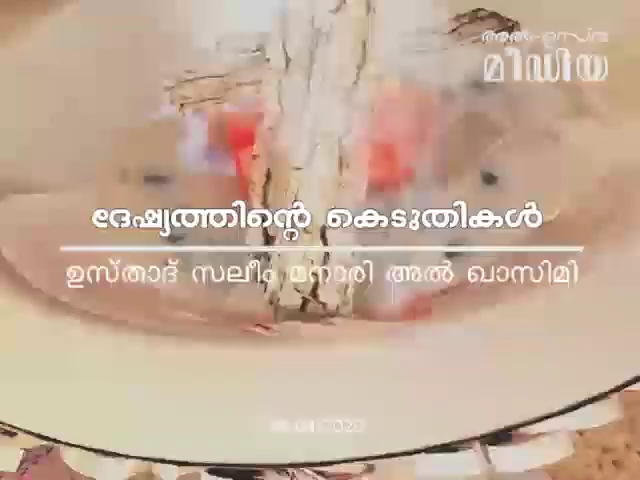 മീഡിയ
ദേഷ്യത്തിന്റെ കെടുതികൾ
ഉസ്താദ് സലീം മനാരി അൽ ഖാസിമി